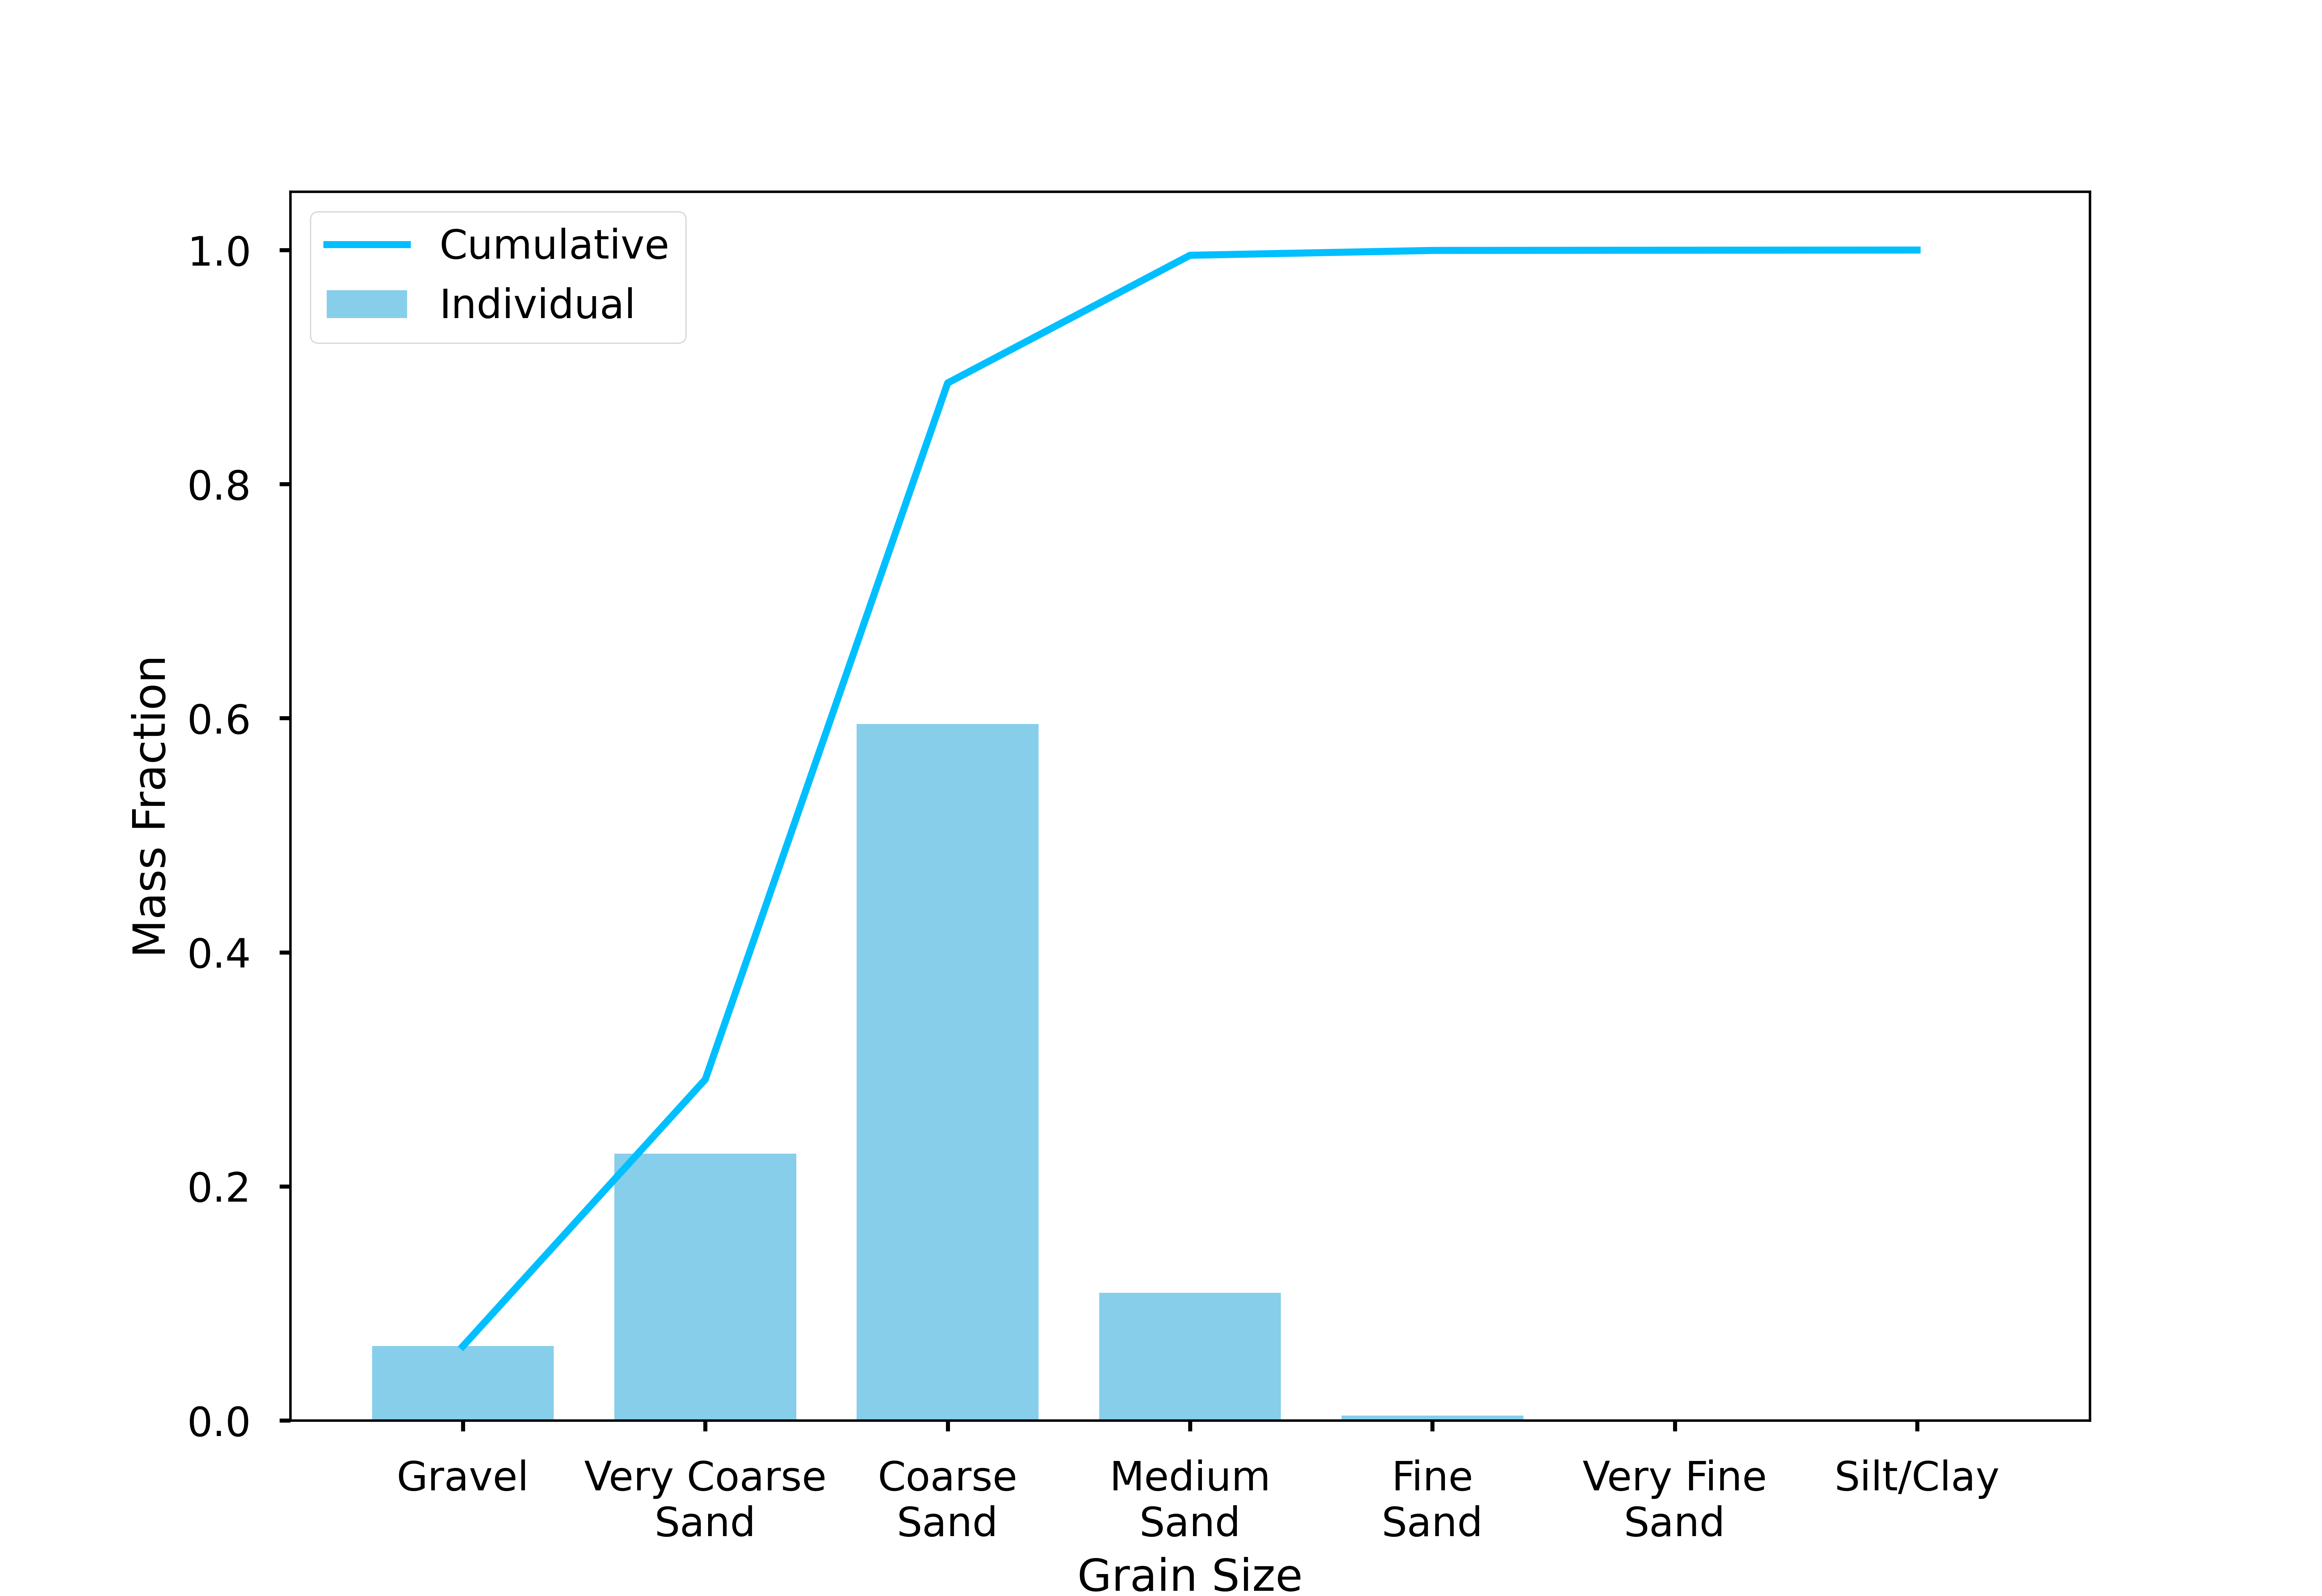 Cumulative
Individual
1.0
0.8
0.6
0.4
0.2
0.0
Mass Fraction
Gravel
Very Coarse
Sand
Coarse
Sand
Medium
Sand
Fine
Sand
Very Fine
Sand
Silt/Clay
Grain Size